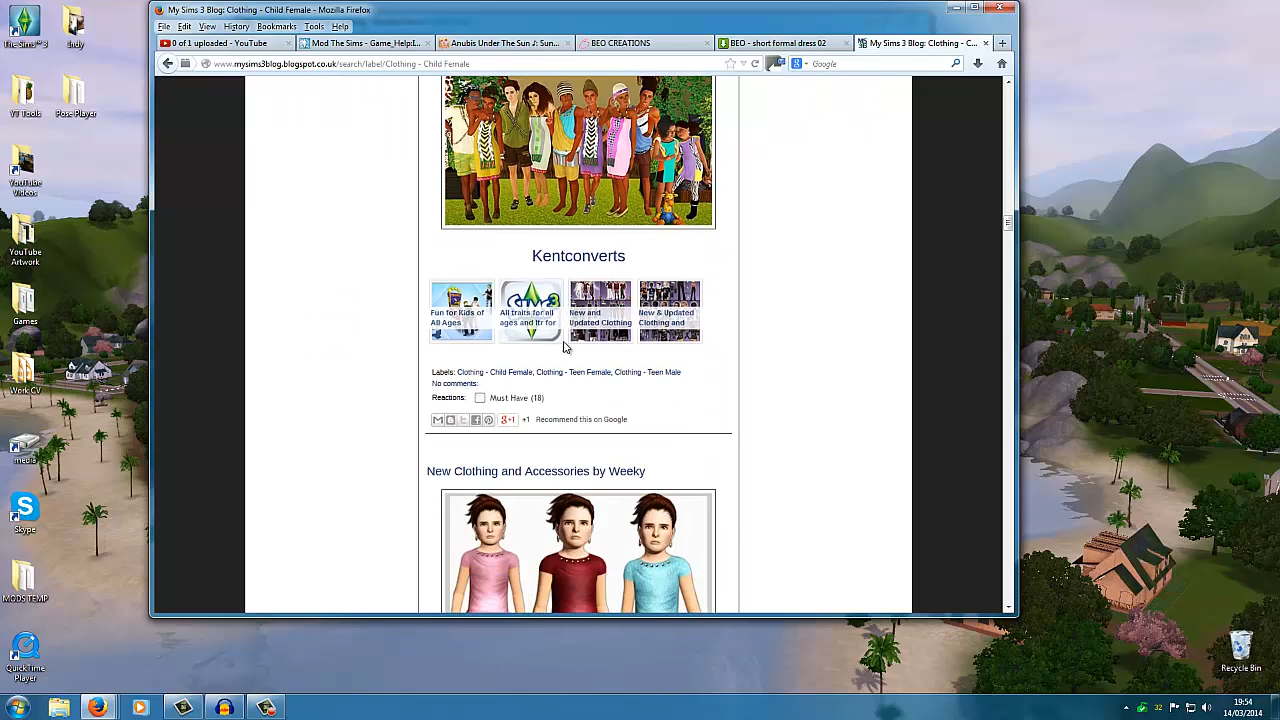 The Sims™ 3
Indy
YT Tools
Pose Player
YouTube
Videos
YouTube
Artwork
Games
Work CV
media
Skype
MODS TEMP
QuickTime
Player
Recycle Bin
My Sims 3 Blog: Clothing - Child Female - Mozilla Firefox
File Edit View History Bookmarks Tools Help
0 of 1 uploaded - YouTube
Mod The Sims - Game_Help:I...
Anubis Under The Sun ♪: Sun...
BEO CREATIONS
BEO - short formal dress 02
My Sims 3 Blog: Clothing - C...
www.mysims3blog.blogspot.co.uk/search/label/Clothing - Child Female
Google
Kentconverts
Fun for Kids of
All Ages
All traits for all
ages and ltr for
New and
Updated Clothing
New & Updated
Clothing and
Labels: Clothing - Child Female, Clothing - Teen Female, Clothing - Teen Male
No comments:
Reactions: Must Have (18)
g+1 +1 Recommend this on Google
New Clothing and Accessories by Weeky
32
19:54
14/03/2014